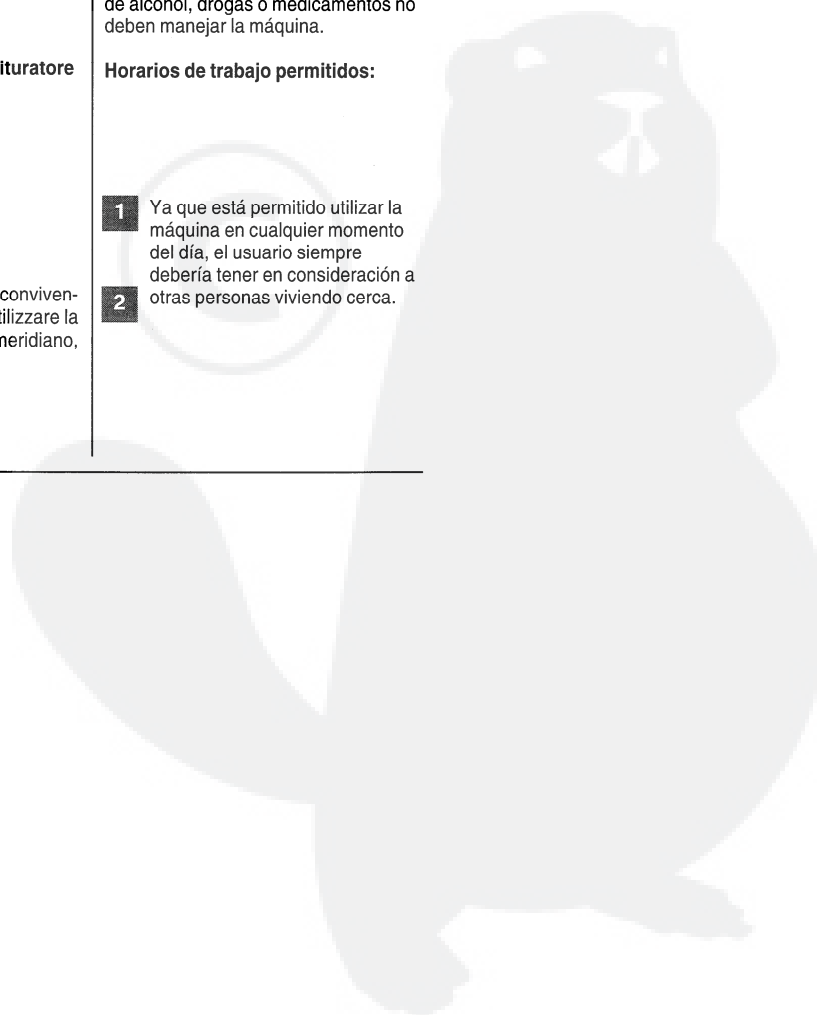 ituratore
conviven-
tilizzare la
neridiano,
de alcohol, drogas o medicamentos no
deben manejar la máquina.
Horarios de trabajo permitidos:
1
Ya que está permitido utilizar la
máquina en cualquier momento
del día, el usuario siempre
debería tener en consideración a
2
otras personas viviendo cerca.
©